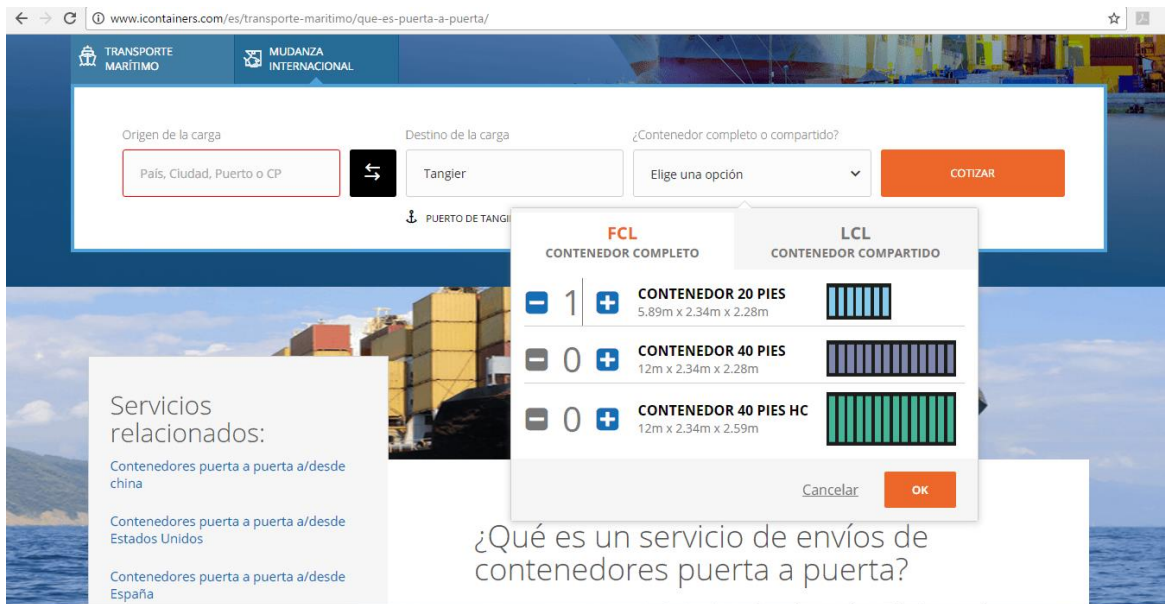 www.icontainers.com/es/transporte-maritimo/que-es-puerta-a-puerta/
TRANSPORTE
MARÍTIMO
MUDANZA
INTERNACIONAL
Origen de la carga
Destino de la carga
¿Contenedor completo o compartido?
País, Ciudad, Puerto o CP
Tangier
Elige una opción
COTIZAR
PUERTO DE TANGI
FCL
CONTENEDOR COMPLETO
LCL
CONTENEDOR COMPARTIDO
1
CONTENEDOR 20 PIES
5.89m x 2.34m x 2.28m
0
CONTENEDOR 40 PIES
12m x 2.34m x 2.28m
0
CONTENEDOR 40 PIES HC
12m x 2.34m x 2.59m
Cancelar
OK
Servicios
relacionados:
Contenedores puerta a puerta a/desde
china
Contenedores puerta a puerta a/desde
Estados Unidos
Contenedores puerta a puerta a/desde
España
¿Qué es un servicio de envíos de
contenedores puerta a puerta?